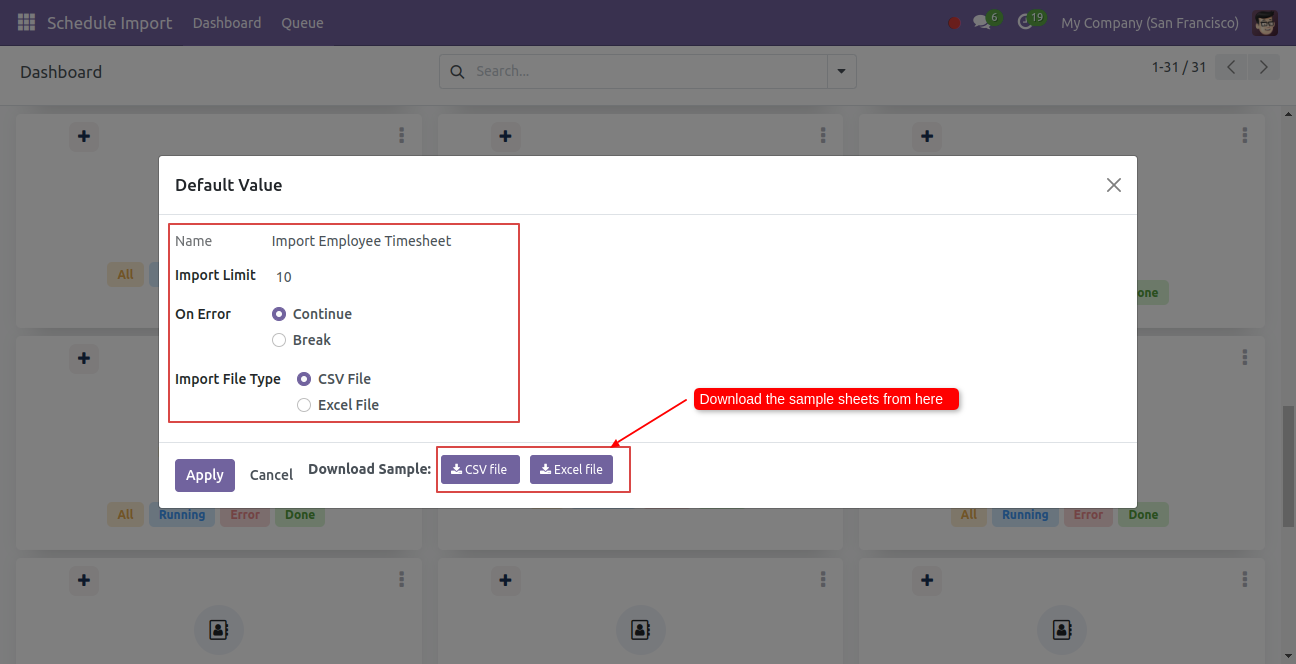 Schedule Import Dashboard Queue 6 19 My Company (San Francisco)
Dashboard Search... 1-31 / 31
Default Value
Name Import Employee Timesheet
Import Limit 10
All
one
On Error Continue
Break
Import File Type CSV File
Excel File
Download the sample sheets from here
Apply Cancel Download Sample: CSV file Excel file
All Running Error Done
All Running Error Done